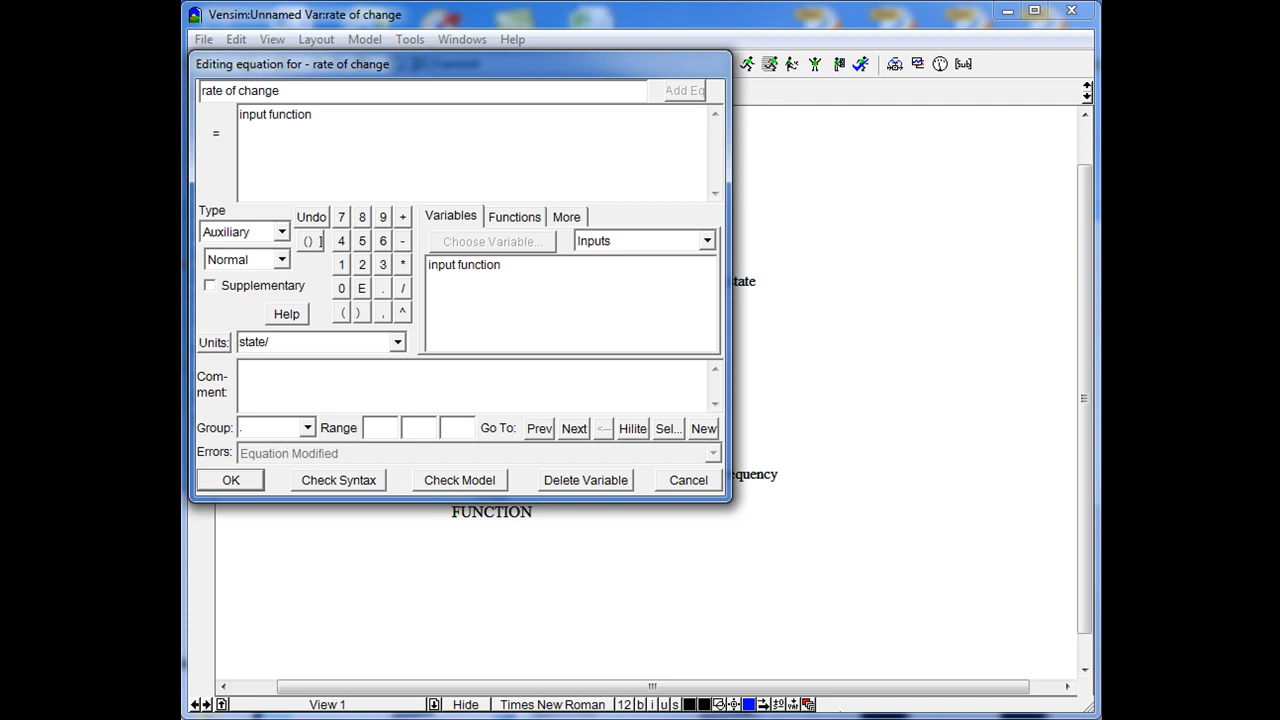 Vensim:Unnamed Var:rate of change
File Edit View Layout Model Tools Windows Help
Editing equation for - rate of change
rate of change
Add Eq
=
input function
Type
Undo
7 8 9 +
Variables Functions More
Auxiliary
() ]
4 5 6 -
Choose Variable...
Inputs
Normal
1 2 3 *
input function
Supplementary
0 E . /
Help
( ) , ^
Units:
state/
Com-
ment:
Group:
.
Range
Go To:
Prev Next <-- Hilite Sel... New
Errors:
Equation Modified
OK Check Syntax Check Model Delete Variable Cancel
tate
equency
FUNCTION
View 1
Hide Times New Roman 12 b i u s